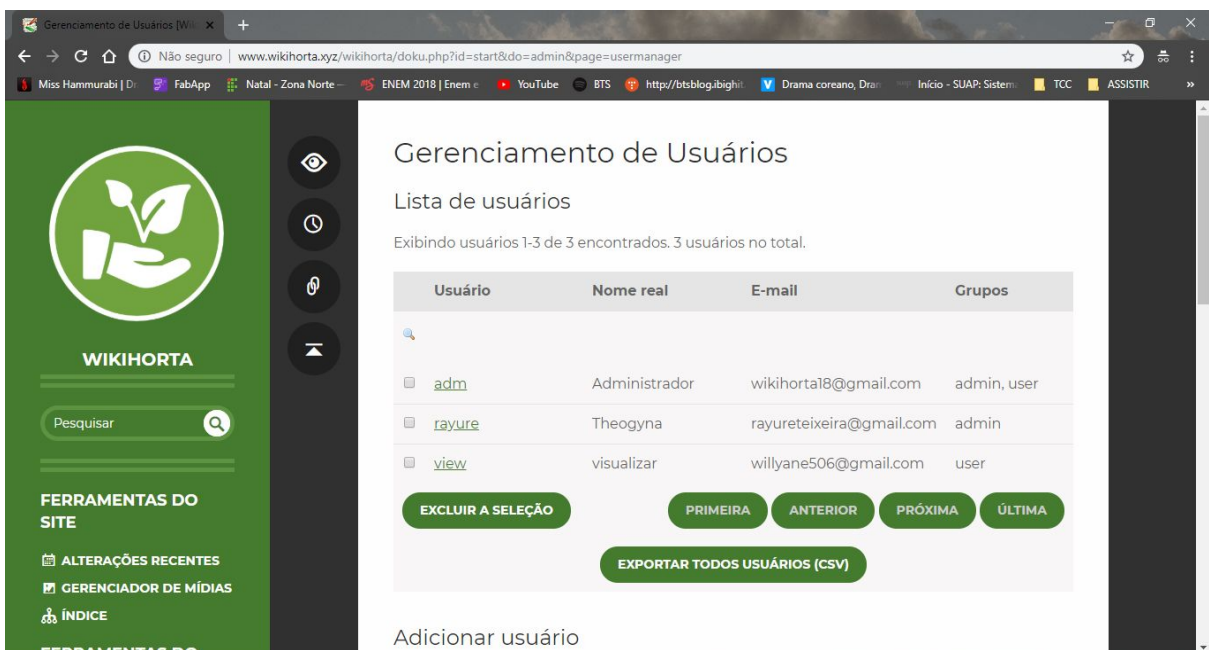 Gerenciamento de Usuários [Wiki
Não seguro | www.wikihorta.xyz/wikihorta/doku.php?id=start&do=admin&page=usermanager
Miss Hammurabi | Dr FabApp Natal - Zona Norte — ENEM 2018 | Enem e YouTube BTS http://btsblog.ibighit. Drama coreano, Dran Início - SUAP: Sistema TCC ASSISTIR »
WIKIHORTA
Pesquisar
FERRAMENTAS DO
SITE
ALTERAÇÕES RECENTES
GERENCIADOR DE MÍDIAS
ÍNDICE
FERRAMENTAS DO
Gerenciamento de Usuários
Lista de usuários
Exibindo usuários 1-3 de 3 encontrados. 3 usuários no total.
Usuário Nome real E-mail Grupos
adm Administrador wikihorta18@gmail.com admin, user
rayure Theogyna rayureteixeira@gmail.com admin
view visualizar willyane506@gmail.com user
EXCLUIR A SELEÇÃO PRIMEIRA ANTERIOR PRÓXIMA ÚLTIMA
EXPORTAR TODOS USUÁRIOS (CSV)
Adicionar usuário